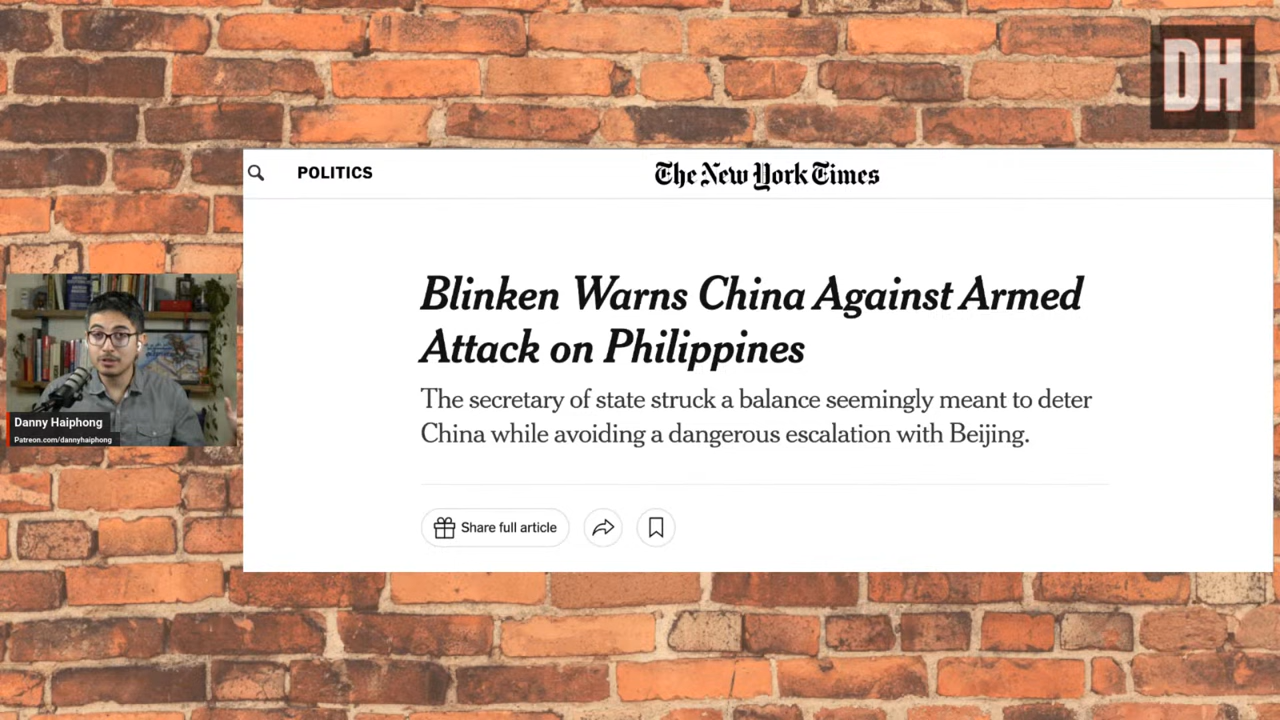 DH
POLITICS
The New York Times
Blinken Warns China Against Armed
Attack on Philippines
The secretary of state struck a balance seemingly meant to deter
China while avoiding a dangerous escalation with Beijing.
Share full article
Danny Haiphong
Patreon.com/dannyhaiphong